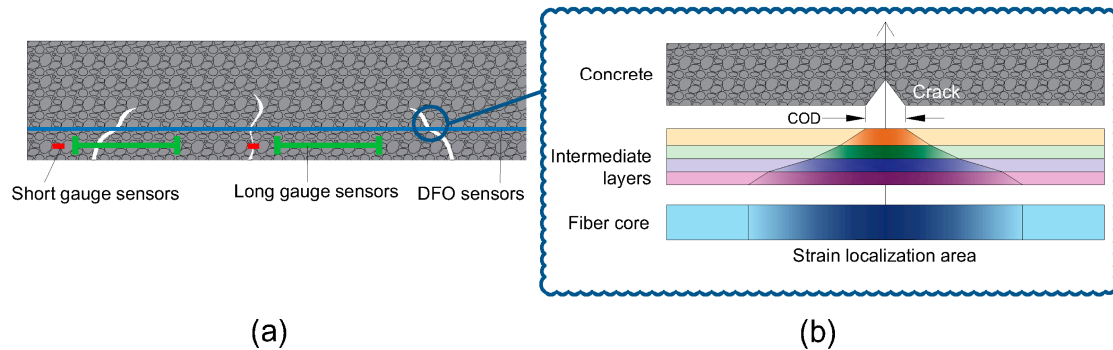 Concrete
Crack
COD
Intermediate
layers
Fiber core
Strain localization area
Short gauge sensors
Long gauge sensors
DFO sensors
(a)
(b)